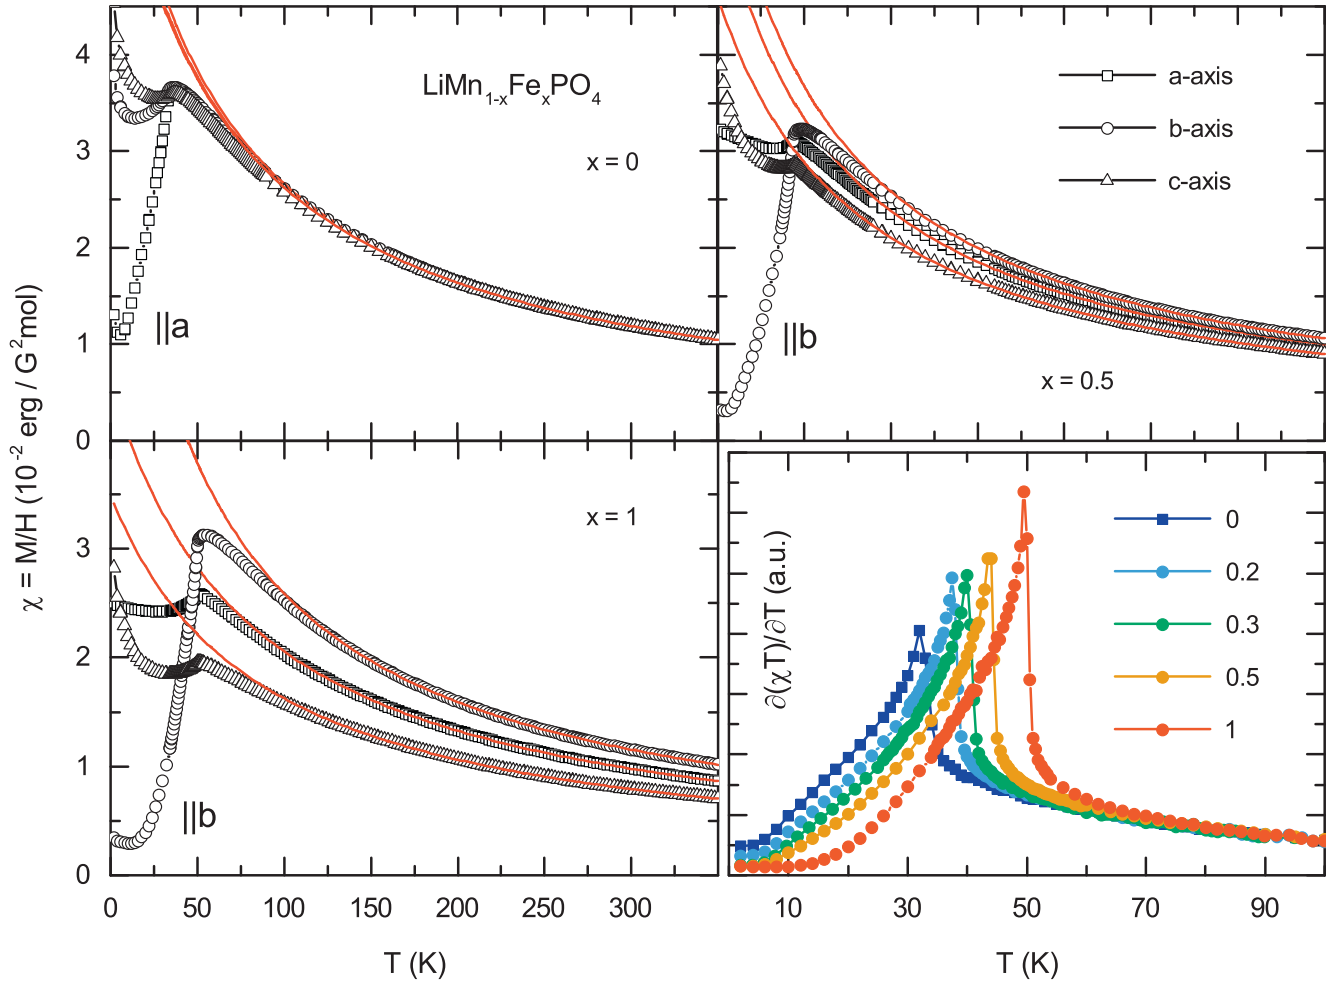 χ = M/H (10⁻² erg / G²mol)
4
3
2
1
0
LiMn₁₋ₓFeₓPO₄
x = 0
||a
a-axis
b-axis
c-axis
||b
x = 0.5
3
2
1
0
x = 1
||b
0 50 100 150 200 250 300
T (K)
∂(χT)/∂T (a.u.)
0
0.2
0.3
0.5
1
10 30 50 70 90
T (K)